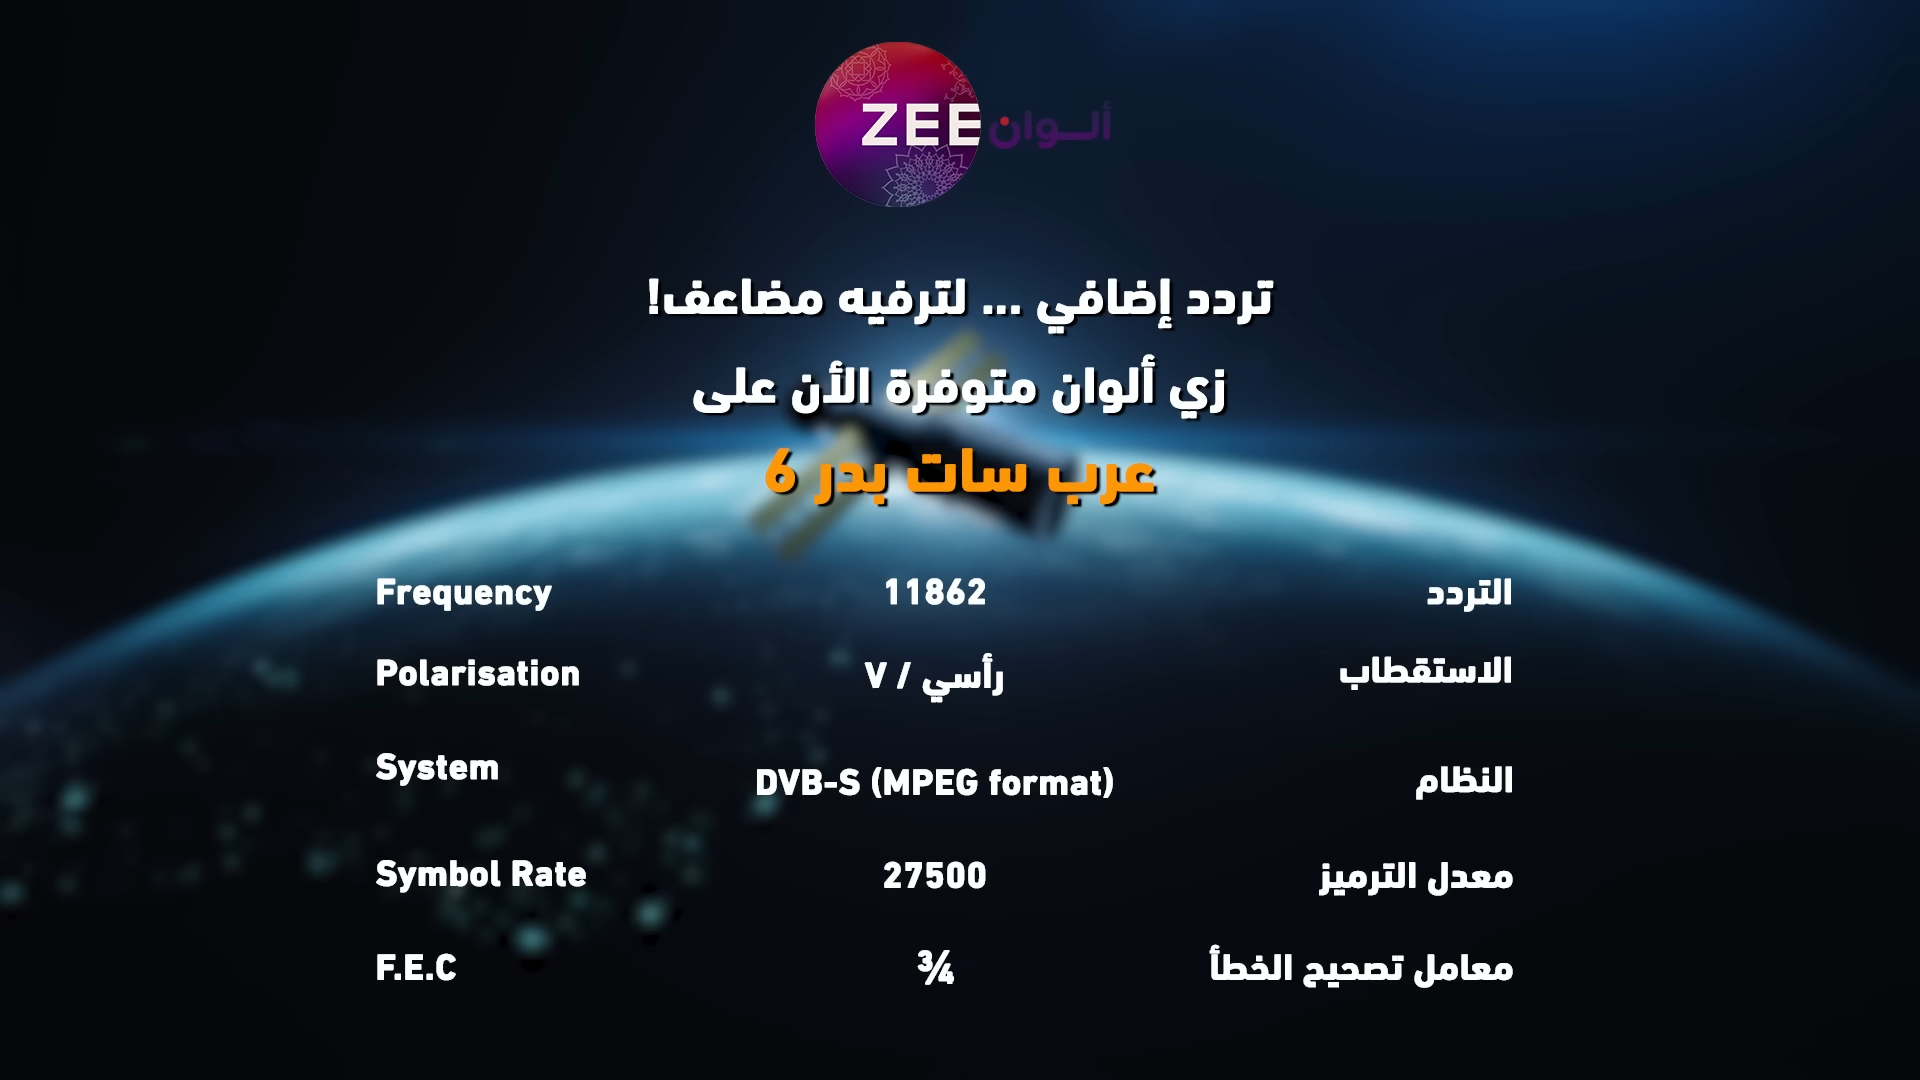 ZEE ألوان
تردد إضافي ... لترفيه مضاعف!
زي ألوان متوفرة الأن على
عرب سات بدر 6
Frequency 11862 التردد
Polarisation رأسي / V الاستقطاب
System DVB-S (MPEG format) النظام
Symbol Rate 27500 معدل الترميز
F.E.C ¾ معامل تصحيح الخطأ